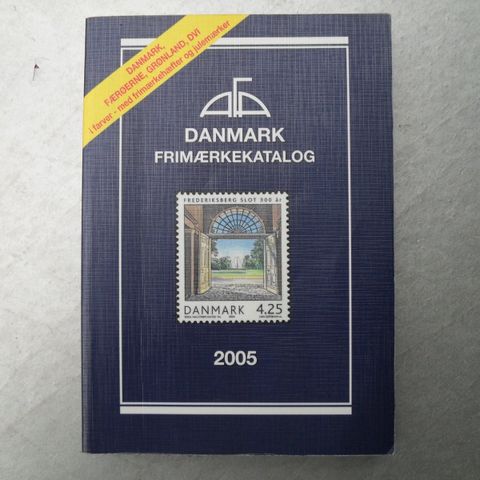 DANMARK,
FÆRØERNE, GRØNLAND, DVI
i farver - med frimærkehæfter og julemærker
AFA
DANMARK
FRIMÆRKEKATALOG
FREDERIKSBERG SLOT 300 år
DANMARK 4.25
2005